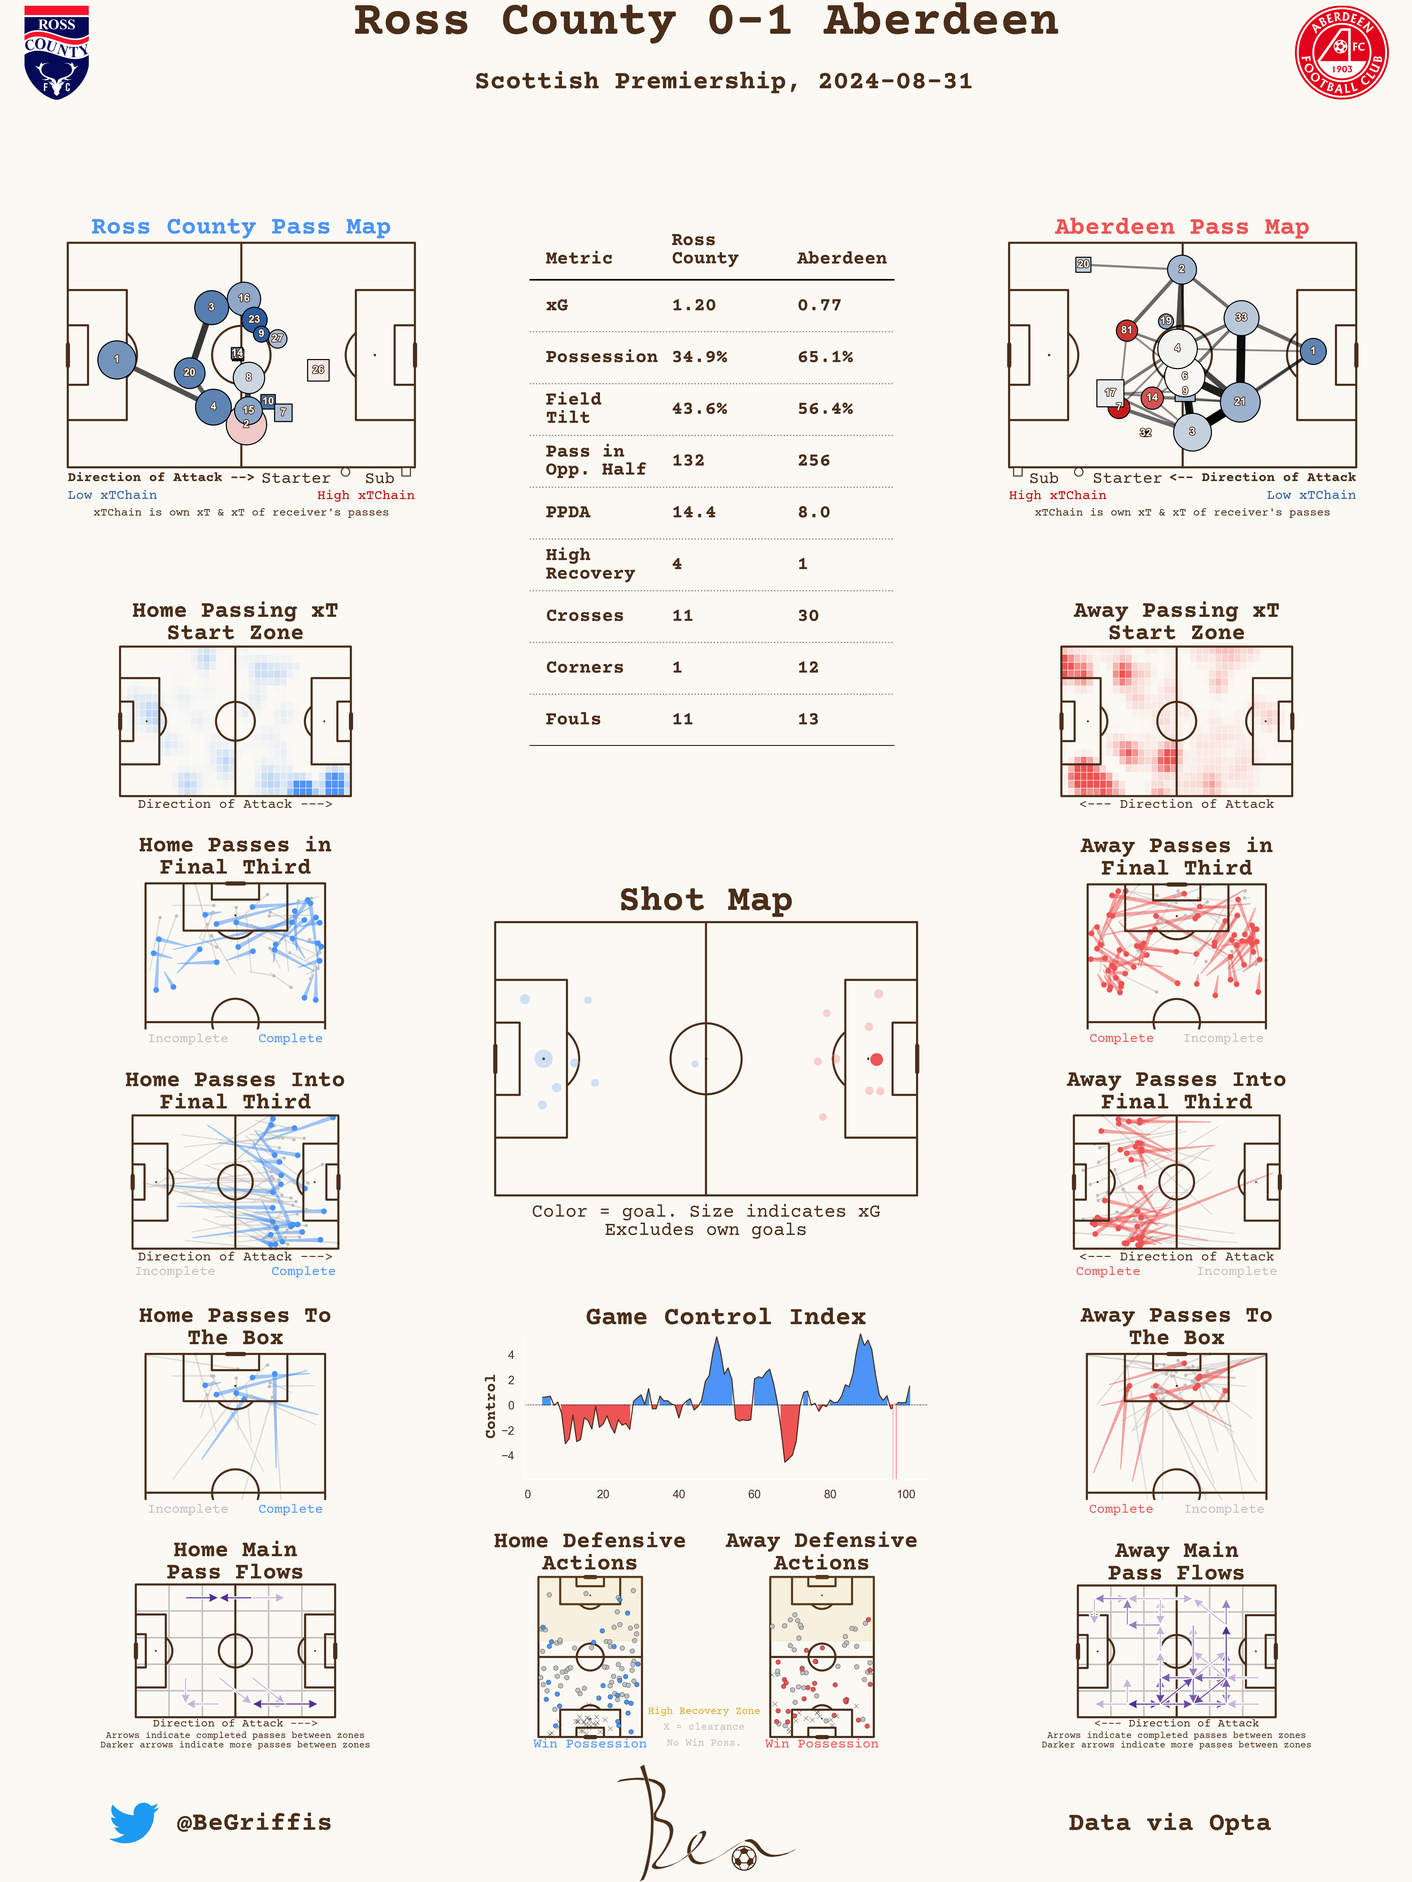 Ross County 0-1 Aberdeen
Scottish Premiership, 2024-08-31
ROSS
COUNTY
F C
ABERDEEN
FC
1903
FOOTBALL CLUB
Ross County Pass Map
3
16
23
9
27
14
1
20
8
26
4
10
15
7
2
Direction of Attack --> Starter Sub
Low xTChain High xTChain
xTChain is own xT & xT of receiver's passes
Metric Ross County Aberdeen
xG 1.20 0.77
Possession 34.9% 65.1%
Field Tilt 43.6% 56.4%
Pass in Opp. Half 132 256
PPDA 14.4 8.0
High Recovery 4 1
Crosses 11 30
Corners 1 12
Fouls 11 13
Aberdeen Pass Map
20
2
19
33
81
4
1
6
17
9
14
21
7
32
3
Sub Starter <-- Direction of Attack
High xTChain Low xTChain
xTChain is own xT & xT of receiver's passes
Home Passing xT
Start Zone
Direction of Attack --->
Away Passing xT
Start Zone
<--- Direction of Attack
Home Passes in
Final Third
Incomplete Complete
Away Passes in
Final Third
Complete Incomplete
Shot Map
Color = goal. Size indicates xG
Excludes own goals
Home Passes Into
Final Third
Direction of Attack --->
Incomplete Complete
Away Passes Into
Final Third
<--- Direction of Attack
Complete Incomplete
Home Passes To
The Box
Incomplete Complete
Game Control Index
Control
4
2
0
−2
−4
0 20 40 60 80 100
Away Passes To
The Box
Complete Incomplete
Home Main
Pass Flows
Direction of Attack --->
Arrows indicate completed passes between zones
Darker arrows indicate more passes between zones
Home Defensive
Actions
Win Possession
High Recovery Zone
X = clearance
No Win Poss.
Away Defensive
Actions
Win Possession
Away Main
Pass Flows
<--- Direction of Attack
Arrows indicate completed passes between zones
Darker arrows indicate more passes between zones
@BeGriffis
Ben
Data via Opta